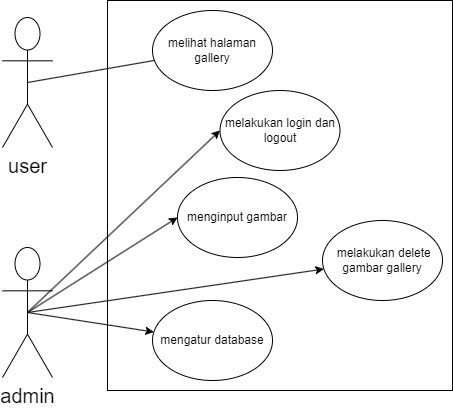 melihat halaman
gallery
melakukan login dan
logout
user
menginput gambar
melakukan delete
gambar gallery
mengatur database
admin